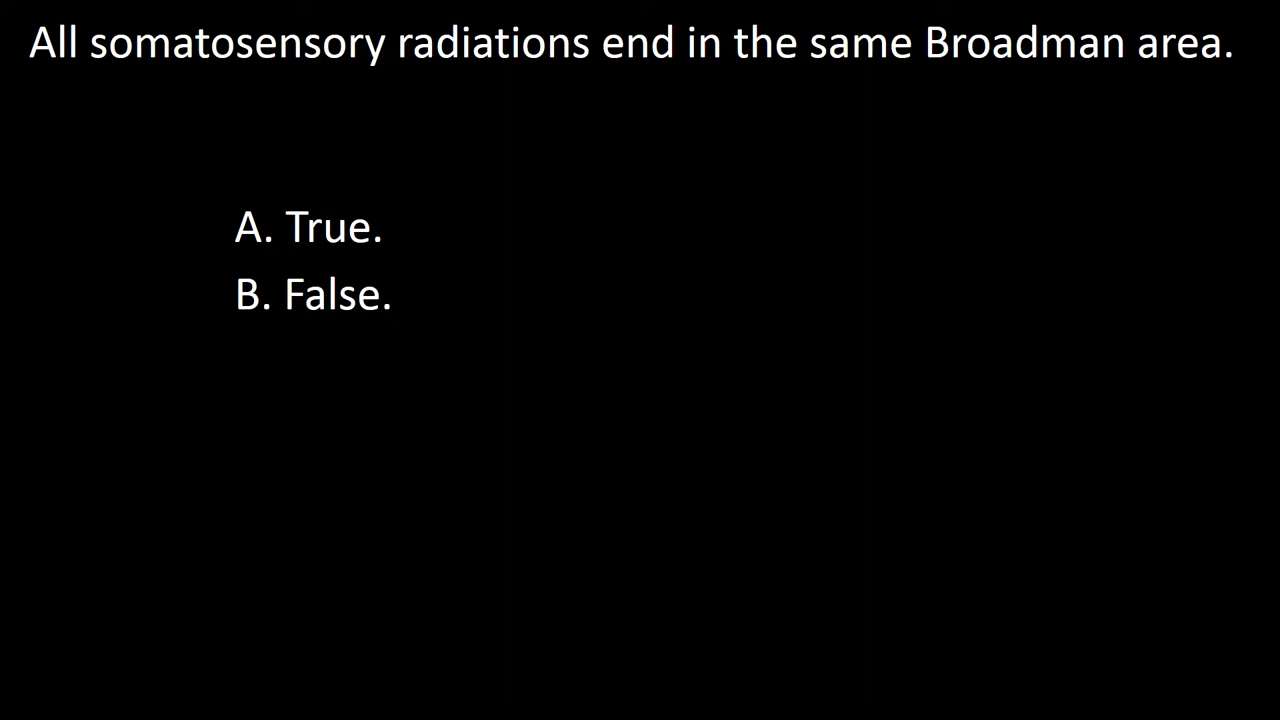 All somatosensory radiations end in the same Broadman area.
A. True.
B. False.